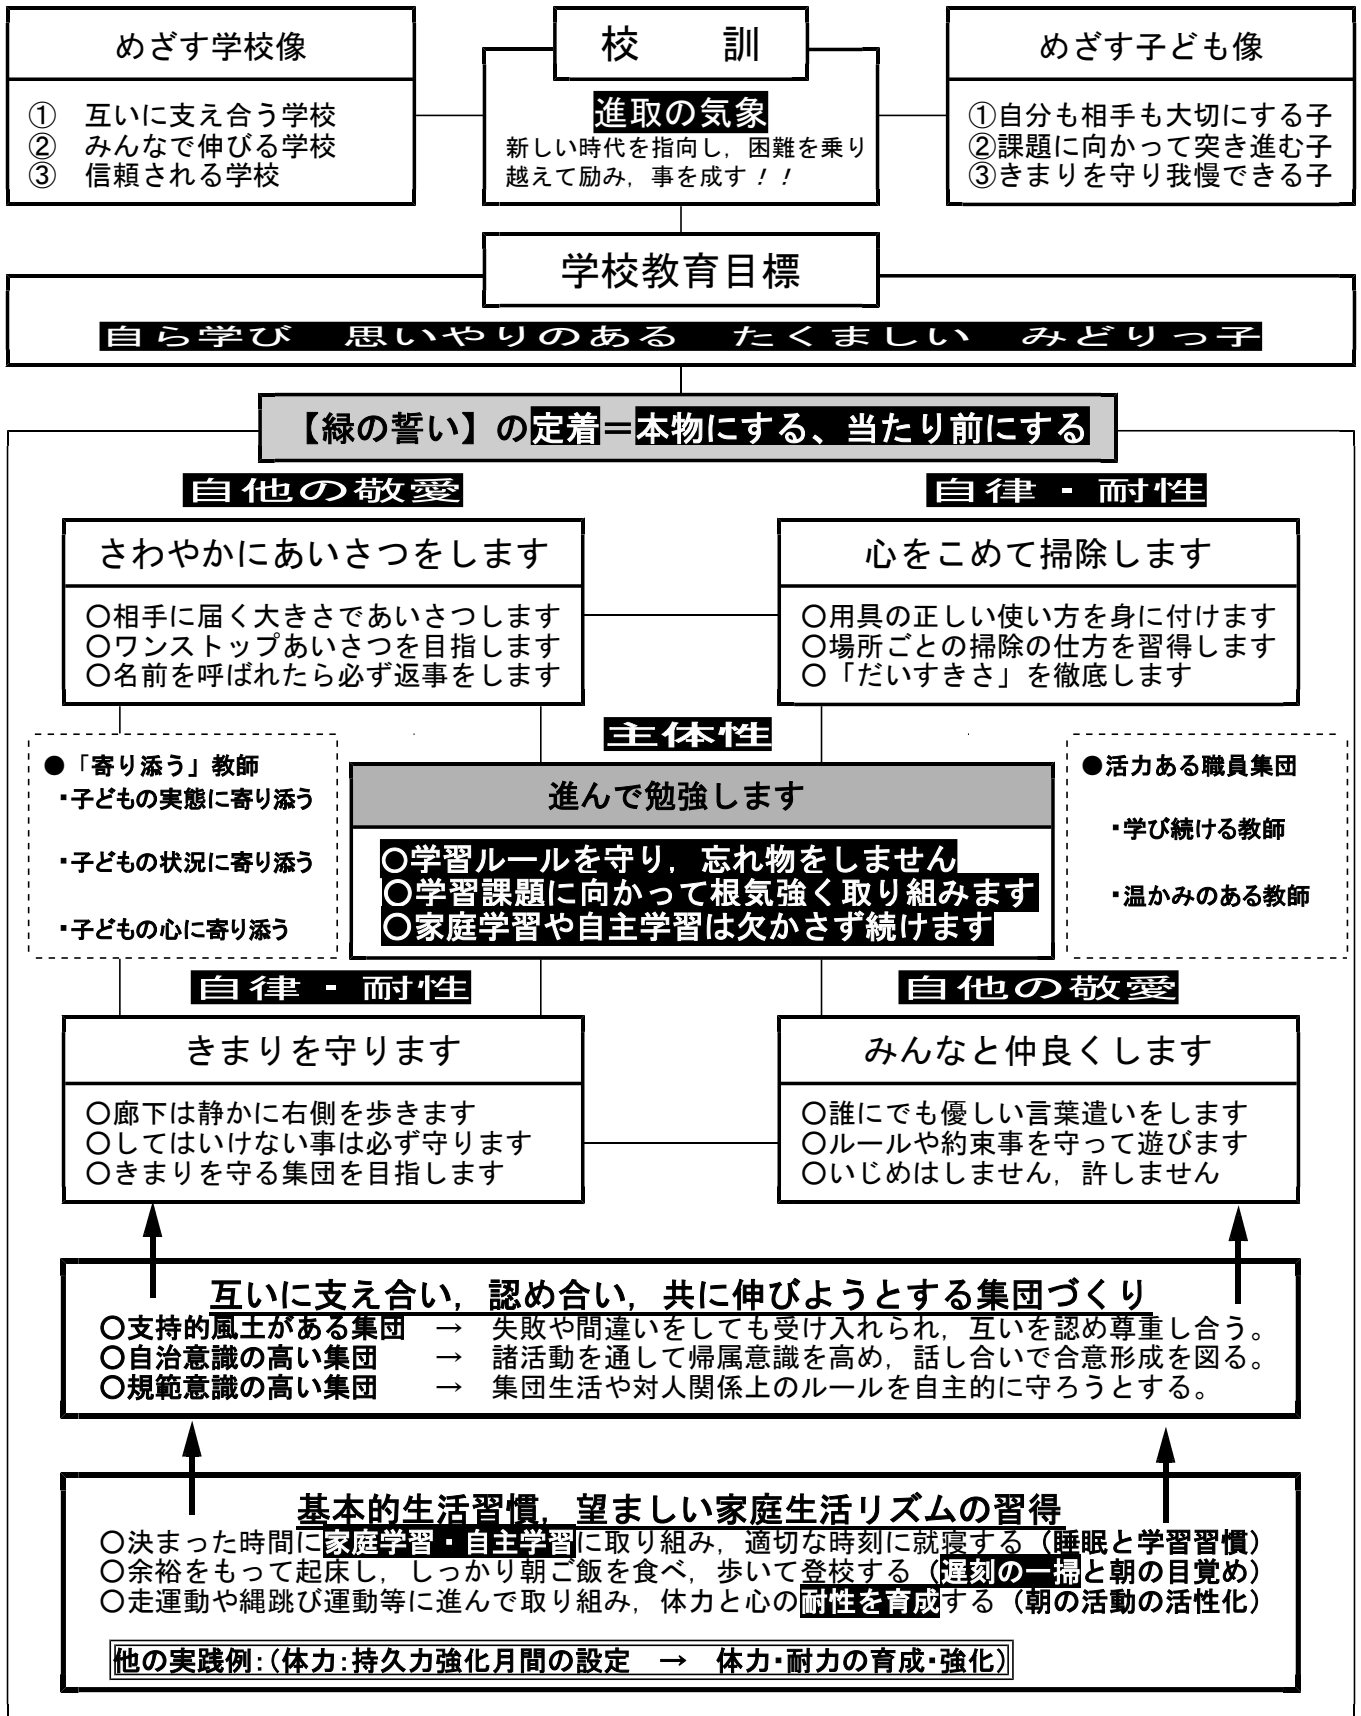 めざす学校像
① 互いに支え合う学校
② みんなで伸びる学校
③ 信頼される学校
校 訓
進取の気象
新しい時代を指向し，困難を乗り
越えて励み，事を成す！！
めざす子ども像
①自分も相手も大切にする子
②課題に向かって突き進む子
③きまりを守り我慢できる子
学校教育目標
自ら学び 思いやりのある たくましい みどりっ子
【緑の誓い】の定着＝本物にする、当たり前にする
自他の敬愛
さわやかにあいさつをします
○相手に届く大きさであいさつします
○ワンストップあいさつを目指します
○名前を呼ばれたら必ず返事をします
自律・耐性
心をこめて掃除します
○用具の正しい使い方を身に付けます
○場所ごとの掃除の仕方を習得します
○「だいすきさ」を徹底します
●「寄り添う」教師
・子どもの実態に寄り添う
・子どもの状況に寄り添う
・子どもの心に寄り添う
主体性
進んで勉強します
○学習ルールを守り，忘れ物をしません
○学習課題に向かって根気強く取り組みます
○家庭学習や自主学習は欠かさず続けます
●活力ある職員集団
・学び続ける教師
・温かみのある教師
自律・耐性
きまりを守ります
○廊下は静かに右側を歩きます
○してはいけない事は必ず守ります
○きまりを守る集団を目指します
自他の敬愛
みんなと仲良くします
○誰にでも優しい言葉遣いをします
○ルールや約束事を守って遊びます
○いじめはしません，許しません
互いに支え合い，認め合い，共に伸びようとする集団づくり
○支持的風土がある集団 → 失敗や間違いをしても受け入れられ，互いを認め尊重し合う。
○自治意識の高い集団 → 諸活動を通して帰属意識を高め，話し合いで合意形成を図る。
○規範意識の高い集団 → 集団生活や対人関係上のルールを自主的に守ろうとする。
基本的生活習慣，望ましい家庭生活リズムの習得
○決まった時間に家庭学習・自主学習に取り組み，適切な時刻に就寝する（睡眠と学習習慣）
○余裕をもって起床し，しっかり朝ご飯を食べ，歩いて登校する（遅刻の一掃と朝の目覚め）
○走運動や縄跳び運動等に進んで取り組み，体力と心の耐性を育成する（朝の活動の活性化）
他の実践例：（体力：持久力強化月間の設定 → 体力・耐力の育成・強化）